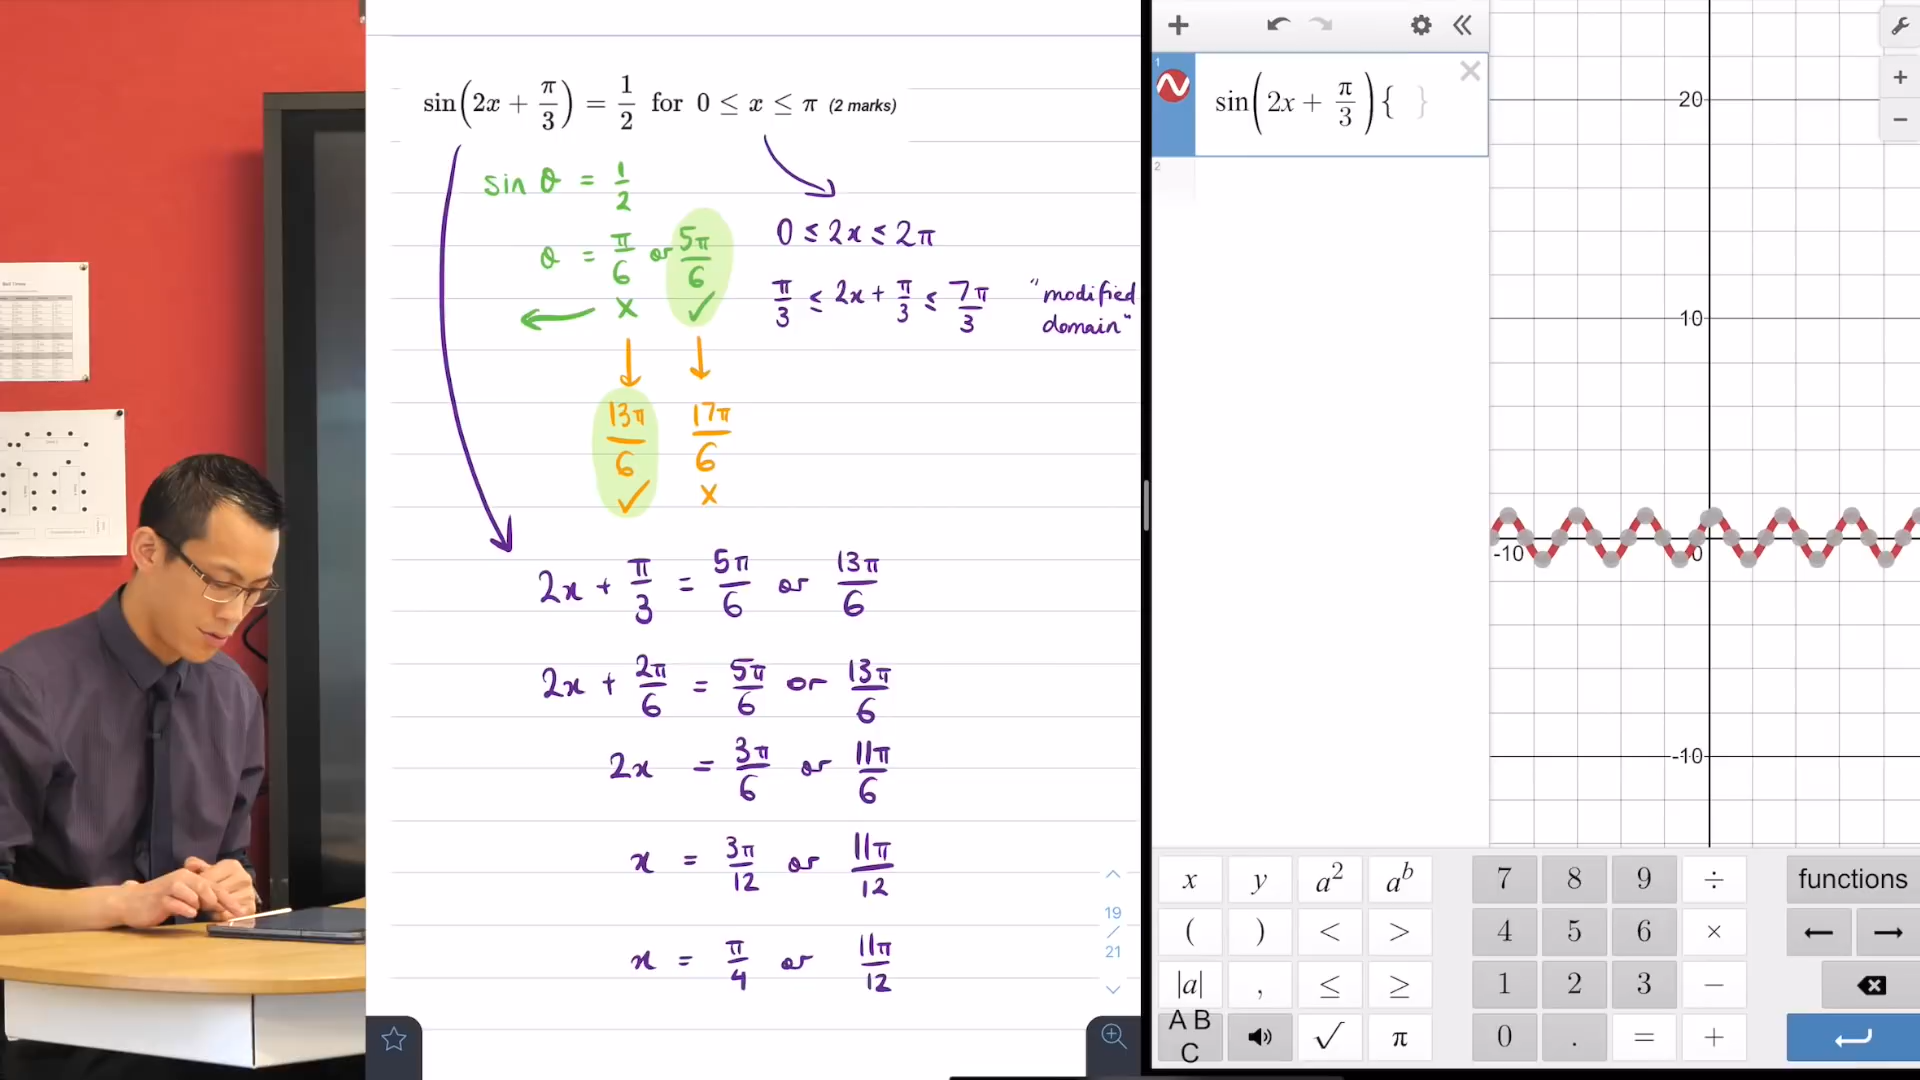 sin(2x + π/3) = 1/2 for 0 ≤ x ≤ π (2 marks)
sin θ = 1/2
θ = π/6 or 5π/6
x ✓
0 ≤ 2x ≤ 2π
π/3 ≤ 2x + π/3 ≤ 7π/3
"modified
domain"
13π/6 17π/6
✓ x
2x + π/3 = 5π/6 or 13π/6
2x + 2π/6 = 5π/6 or 13π/6
2x = 3π/6 or 11π/6
x = 3π/12 or 11π/12
x = π/4 or 11π/12
19
/
21
1
sin(2x + π/3){ }
2
20
10
-10 0
-10
x y a² aᵇ 7 8 9 ÷ functions
( ) < > 4 5 6 × ← →
|a| , ≤ ≥ 1 2 3 −
A B C √ π 0 . = +